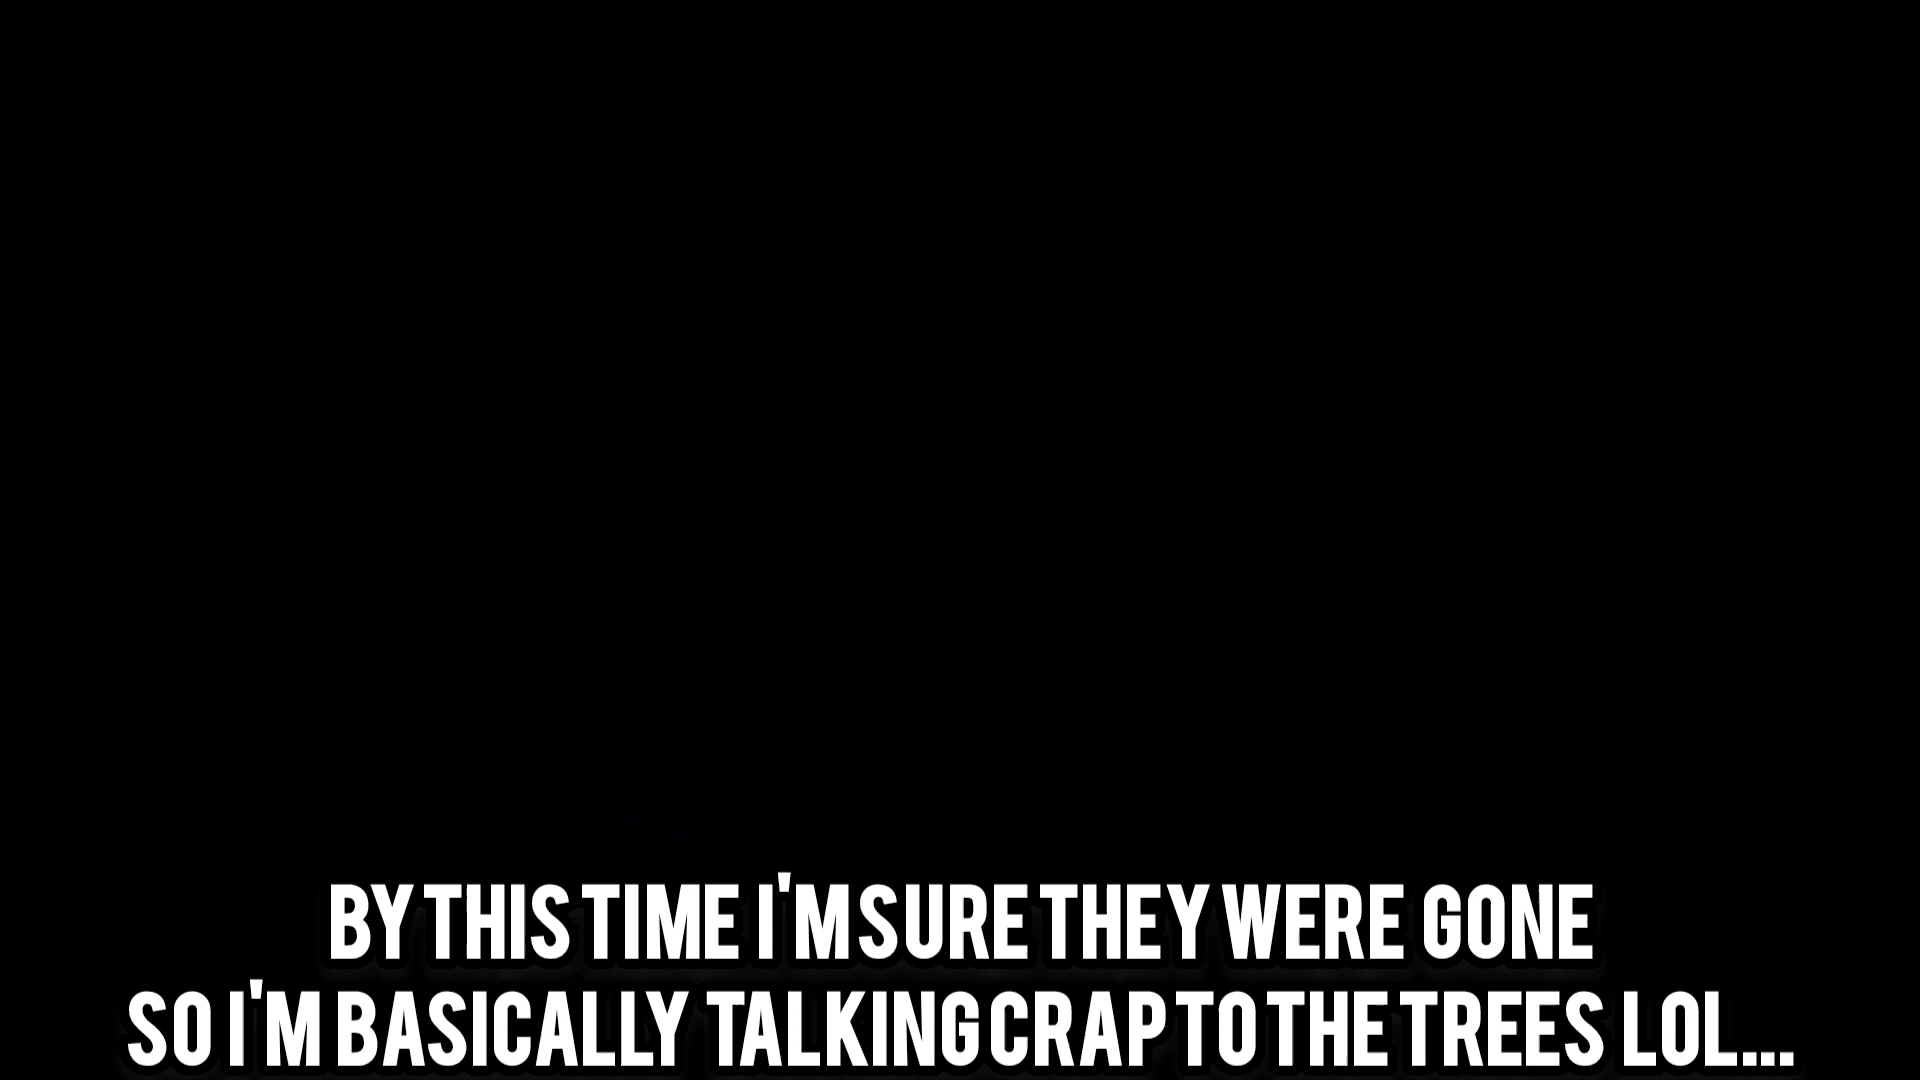 BY THIS TIME I'M SURE THEY WERE GONE
SO I'M BASICALLY TALKING CRAP TO THE TREES LOL...